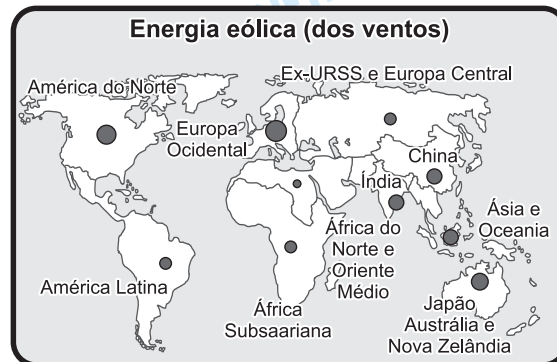 Energia eólica (dos ventos)
América do Norte
Ex-URSS e Europa Central
Europa
Ocidental
China
Índia
Ásia e
Oceania
África do
Norte e
Oriente
Médio
América Latina
África
Subsaariana
Japão
Austrália e
Nova Zelândia